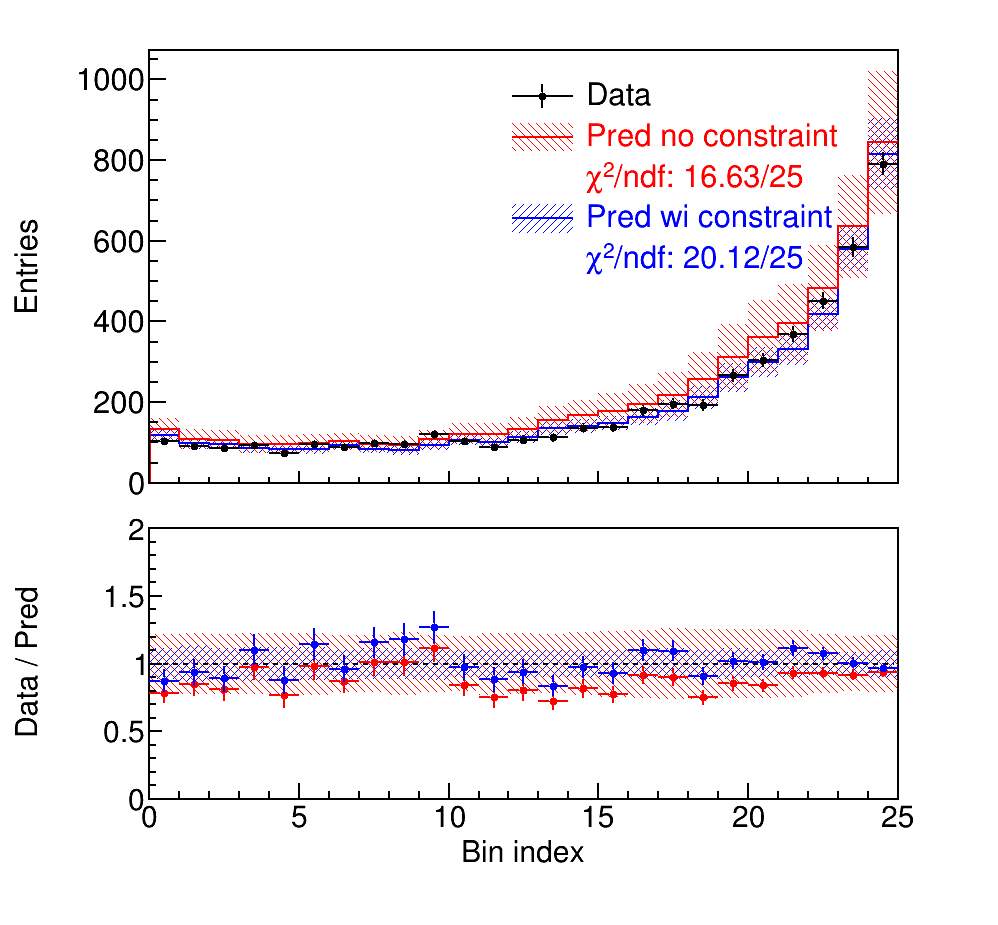 1000
800
600
400
200
0
Entries
Data
Pred no constraint
χ²/ndf: 16.63/25
Pred wi constraint
χ²/ndf: 20.12/25
2
1.5
1
0.5
0
Data / Pred
0 5 10 15 20 25
Bin index